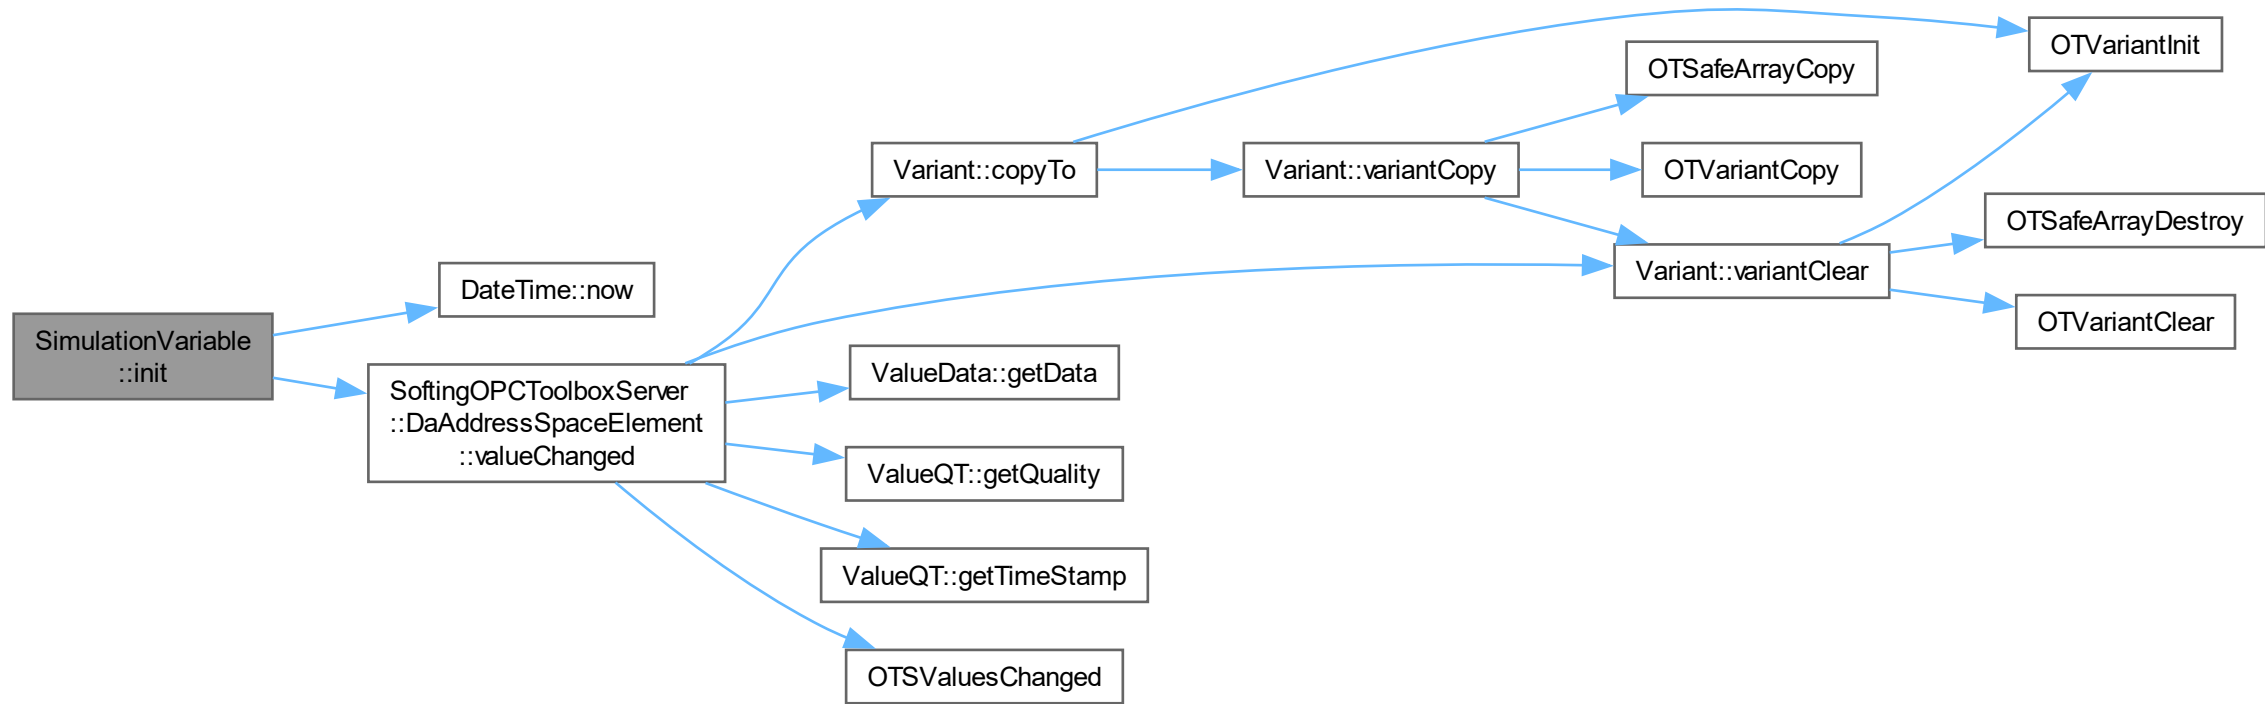 SimulationVariable
::init
DateTime::now
SoftingOPCToolboxServer
::DaAddressSpaceElement
::valueChanged
Variant::copyTo
ValueData::getData
ValueQT::getQuality
ValueQT::getTimeStamp
OTSValuesChanged
Variant::variantCopy
OTSafeArrayCopy
OTVariantCopy
Variant::variantClear
OTVariantInit
OTSafeArrayDestroy
OTVariantClear